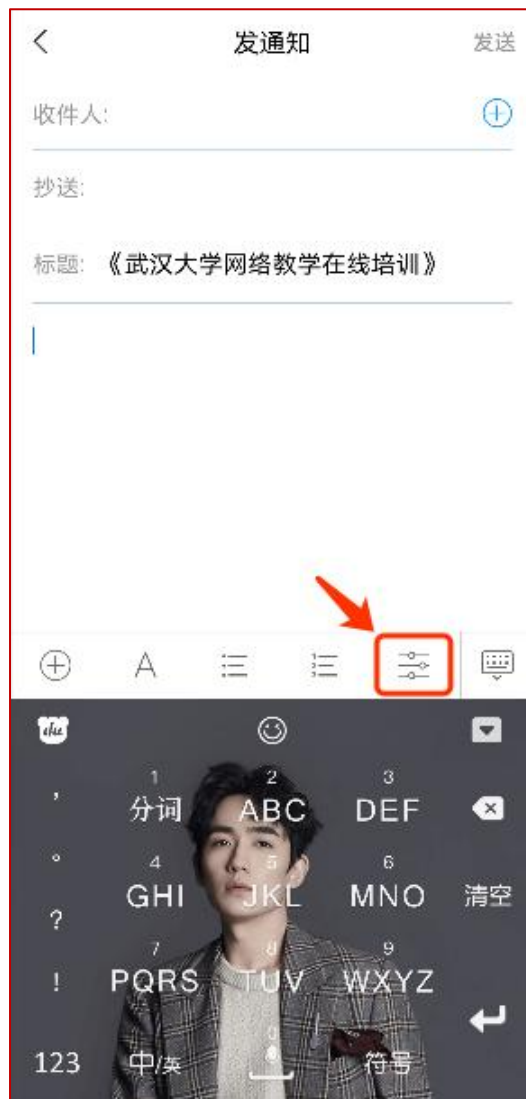 发通知 发送
收件人:
抄送:
标题: 《武汉大学网络教学在线培训》
A
du
, 1 2 3
分词 ABC DEF
。 4 5 6
GHI JKL MNO 清空
?
7 8 9
! PQRS TUV WXYZ
0
123 中/英 符号